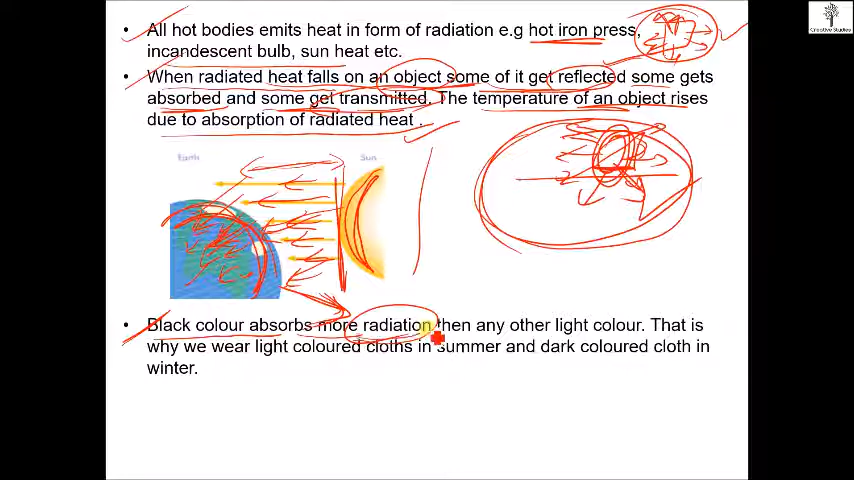 Creative Studies
• All hot bodies emits heat in form of radiation e.g hot iron press,
incandescent bulb, sun heat etc.
• When radiated heat falls on an object some of it get reflected some gets
absorbed and some get transmitted. The temperature of an object rises
due to absorption of radiated heat .
Earth Sun
• Black colour absorbs more radiation then any other light colour. That is
why we wear light coloured cloths in summer and dark coloured cloth in
winter.